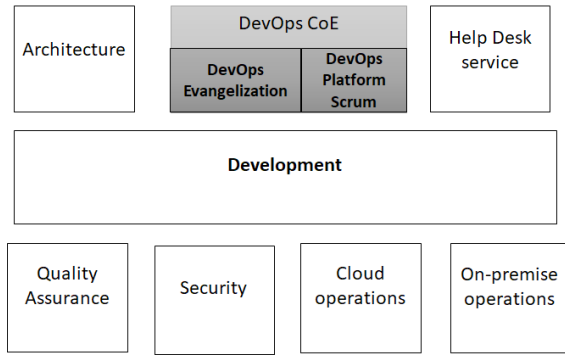 Architecture
DevOps CoE
DevOps
Evangelization
DevOps
Platform
Scrum
Help Desk
service
Development
Quality
Assurance
Security
Cloud
operations
On-premise
operations